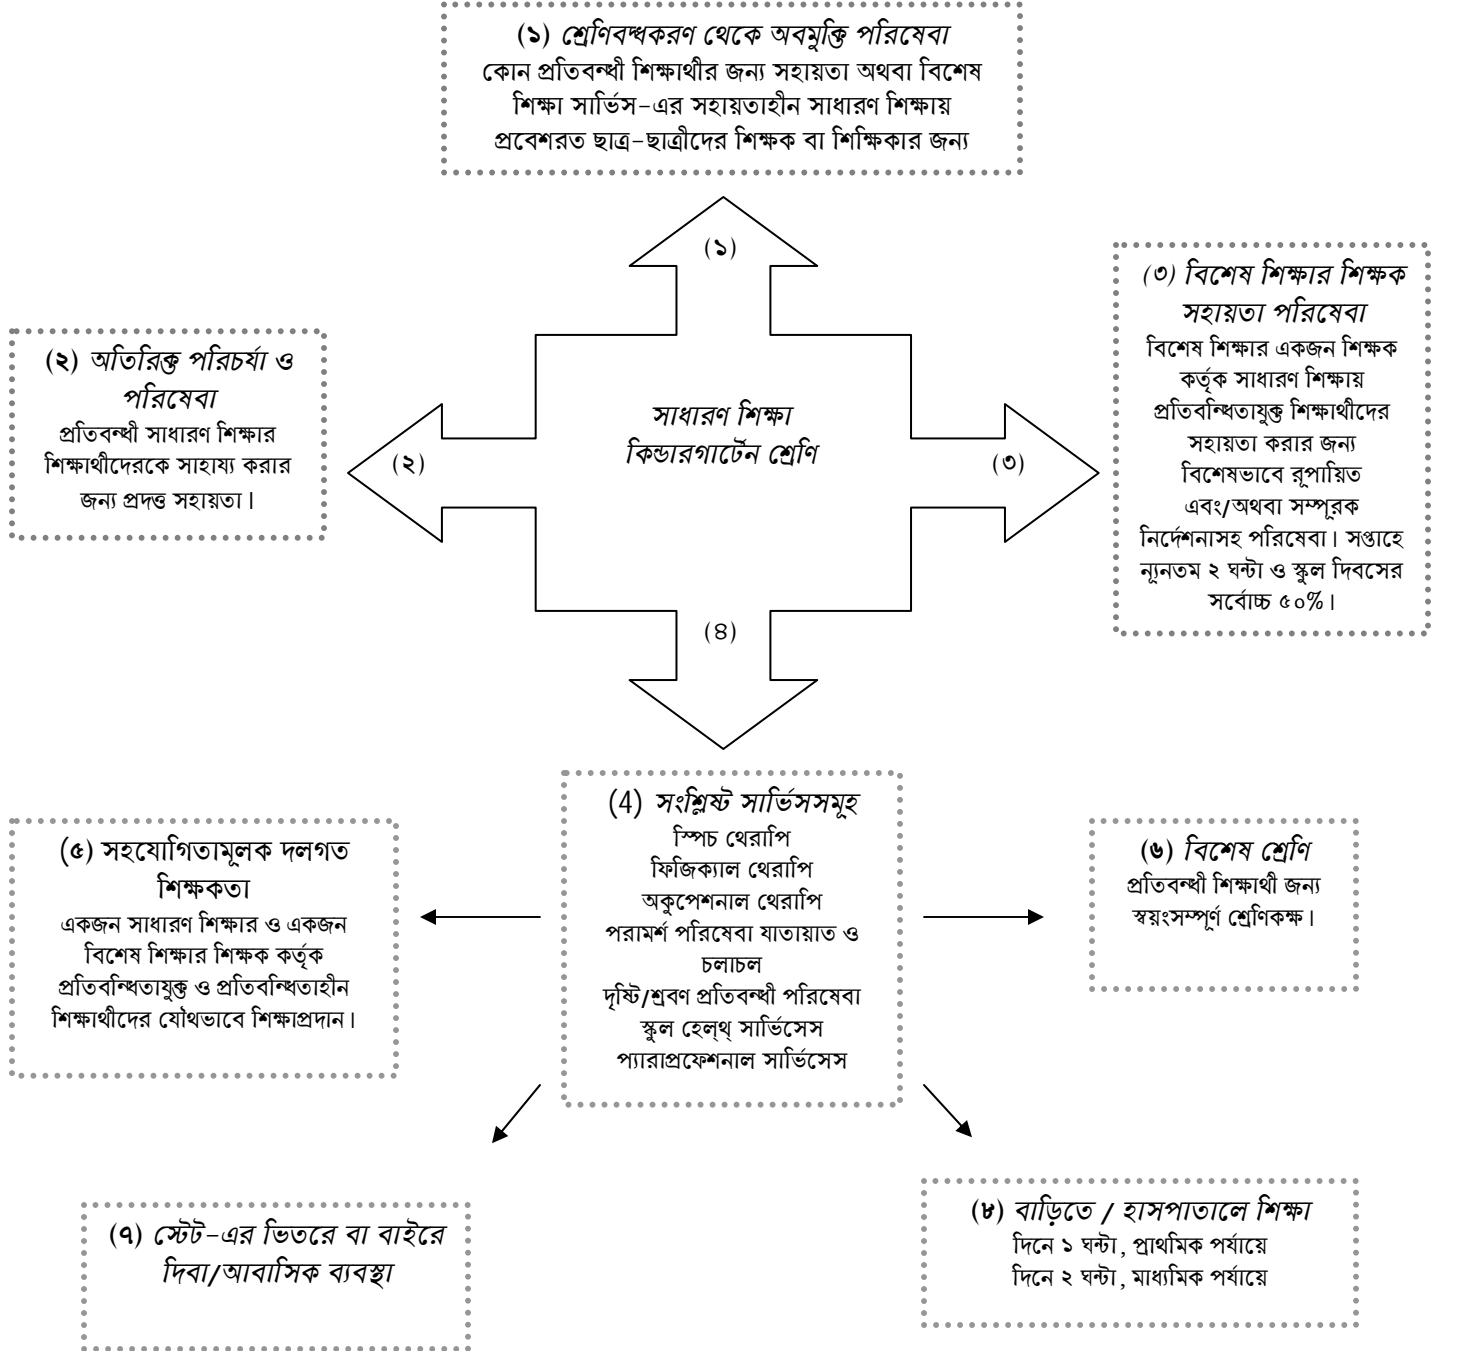 (১) শ্রেণিবদ্ধকরণ থেকে অবমুক্তি পরিষেবা
কোন প্রতিবন্ধী শিক্ষার্থীর জন্য সহায়তা অথবা বিশেষ
শিক্ষা সার্ভিস-এর সহায়তাহীন সাধারণ শিক্ষায়
প্রবেশরত ছাত্র-ছাত্রীদের শিক্ষক বা শিক্ষিকার জন্য
(১)
(২) অতিরিক্ত পরিচর্যা ও
পরিষেবা
প্রতিবন্ধী সাধারণ শিক্ষার
শিক্ষার্থীদেরকে সাহায্য করার
জন্য প্রদত্ত সহায়তা।
(২)
সাধারণ শিক্ষা
কিন্ডারগার্টেন শ্রেণি
(৩)
(৩) বিশেষ শিক্ষার শিক্ষক
সহায়তা পরিষেবা
বিশেষ শিক্ষার একজন শিক্ষক
কর্তৃক সাধারণ শিক্ষায়
প্রতিবন্ধিতাযুক্ত শিক্ষার্থীদের
সহায়তা করার জন্য
বিশেষভাবে রূপায়িত
এবং/অথবা সম্পূরক
নির্দেশনাসহ পরিষেবা। সপ্তাহে
ন্যূনতম ২ ঘন্টা ও স্কুল দিবসের
সর্বোচ্চ ৫০%।
(৪)
(4) সংশ্লিষ্ট সার্ভিসসমূহ
স্পিচ থেরাপি
ফিজিক্যাল থেরাপি
অকুপেশনাল থেরাপি
পরামর্শ পরিষেবা যাতায়াত ও
চলাচল
দৃষ্টি/শ্রবণ প্রতিবন্ধী পরিষেবা
স্কুল হেল্থ্ সার্ভিসেস
প্যারাপ্রফেশনাল সার্ভিসেস
(৫) সহযোগিতামূলক দলগত
শিক্ষকতা
একজন সাধারণ শিক্ষার ও একজন
বিশেষ শিক্ষার শিক্ষক কর্তৃক
প্রতিবন্ধিতাযুক্ত ও প্রতিবন্ধিতাহীন
শিক্ষার্থীদের যৌথভাবে শিক্ষাপ্রদান।
(৬) বিশেষ শ্রেণি
প্রতিবন্ধী শিক্ষার্থী জন্য
স্বয়ংসম্পূর্ণ শ্রেণিকক্ষ।
(৭) স্টেট-এর ভিতরে বা বাইরে
দিবা/আবাসিক ব্যবস্থা
(৮) বাড়িতে / হাসপাতালে শিক্ষা
দিনে ১ ঘন্টা, প্রাথমিক পর্যায়ে
দিনে ২ ঘন্টা, মাধ্যমিক পর্যায়ে